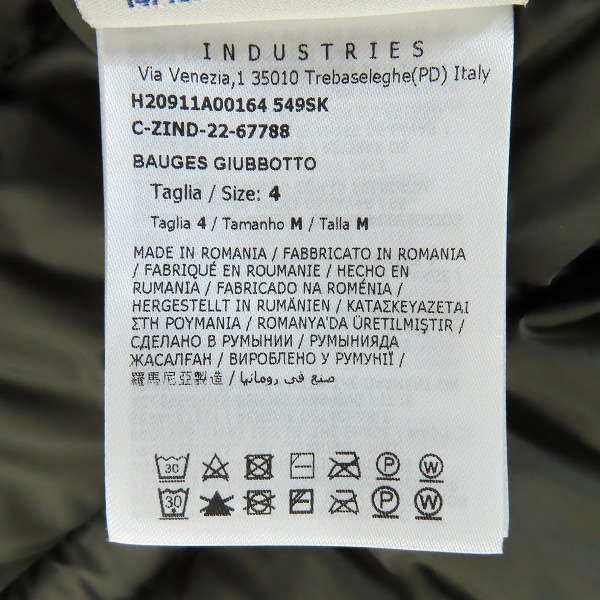 INDUSTRIES
Via Venezia,1 35010 Trebaseleghe(PD) Italy
H20911A00164 549SK
C-ZIND-22-67788
BAUGES GIUBBOTTO
Taglia / Size: 4
Taglia 4 / Tamanho M / Talla M
MADE IN ROMANIA / FABBRICATO IN ROMANIA
/ FABRIQUÉ EN ROUMANIE / HECHO EN
RUMANIA / FABRICADO NA ROMÉNIA /
HERGESTELLT IN RUMÄNIEN / ΚΑΤΑΣΚΕΥΑΖΕΤΑΙ
ΣΤΗ ΡΟΥΜΑΝΙΑ / ROMANYA'DA ÜRETILMIŞTIR /
СДЕЛАНО В РУМЫНИИ / РУМЫНИЯДА
ЖАСАЛҒАН / ВИРОБЛЕНО У РУМУНІЇ /
羅馬尼亞製造 / صنع في رومانيا
30 P W
30 P W